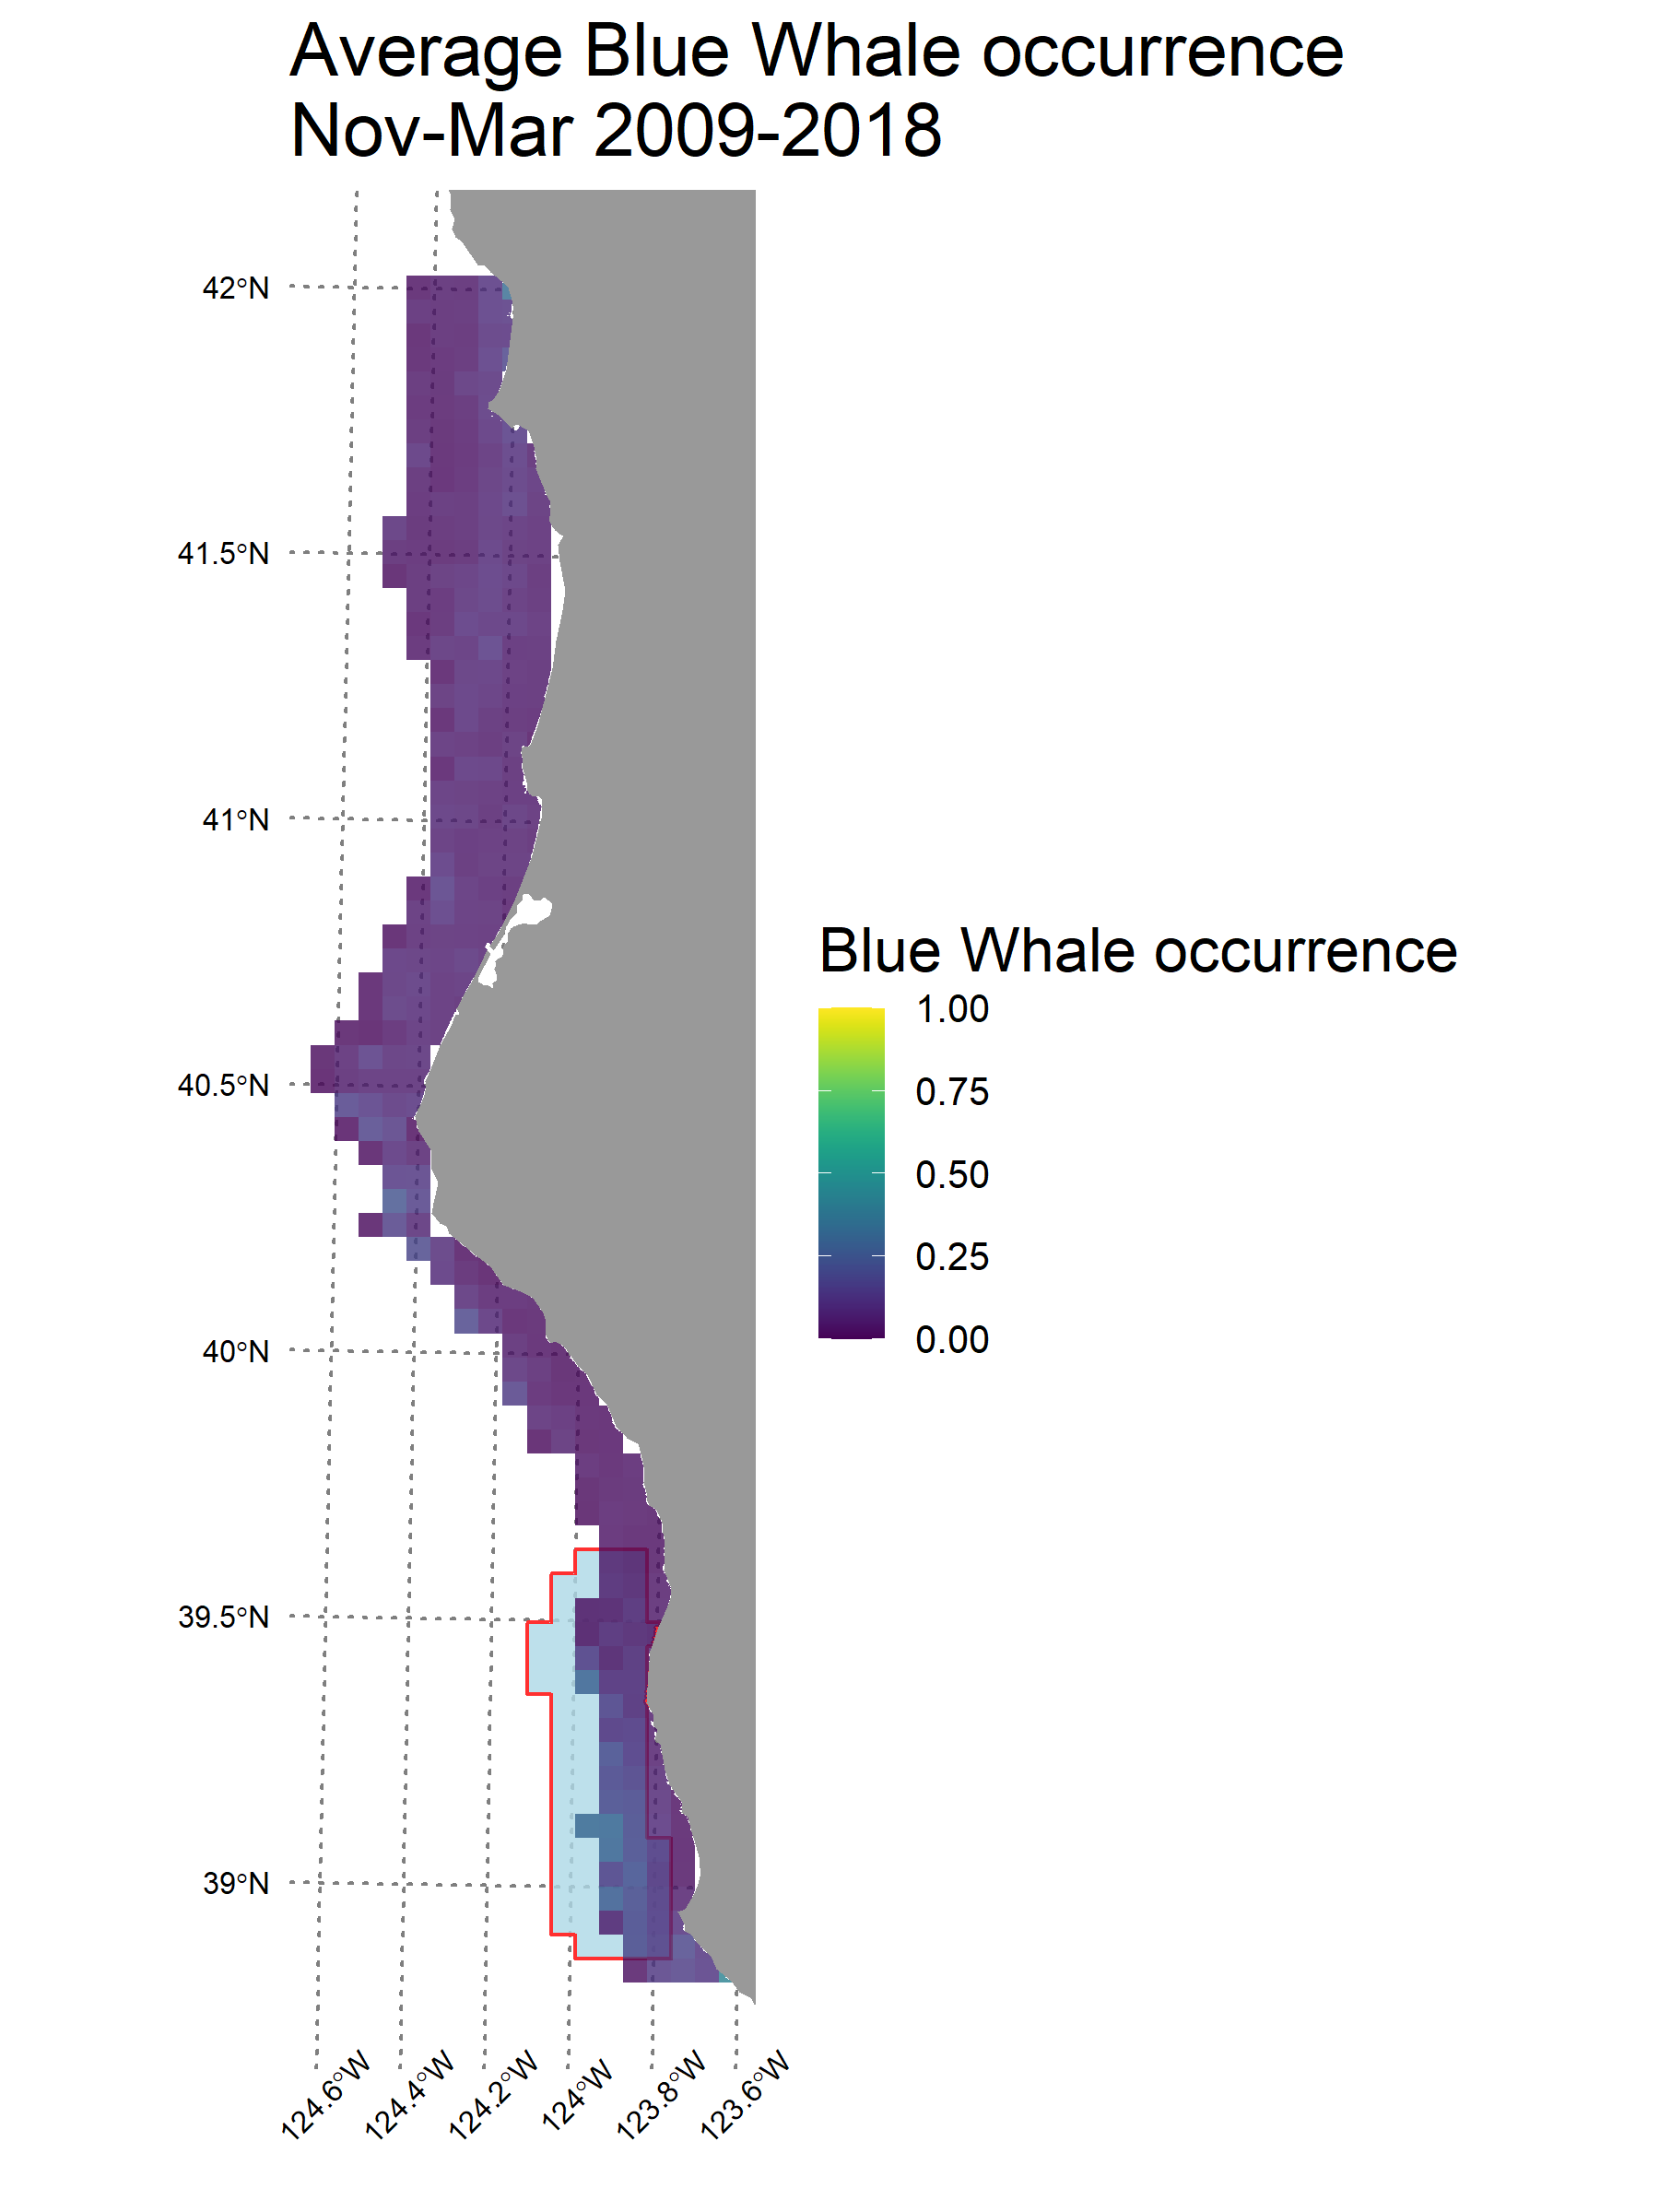 Average Blue Whale occurrence
Nov-Mar 2009-2018
42°N
41.5°N
41°N
40.5°N
40°N
39.5°N
39°N
124.6°W
124.4°W
124.2°W
124°W
123.8°W
123.6°W
Blue Whale occurrence
1.00
0.75
0.50
0.25
0.00